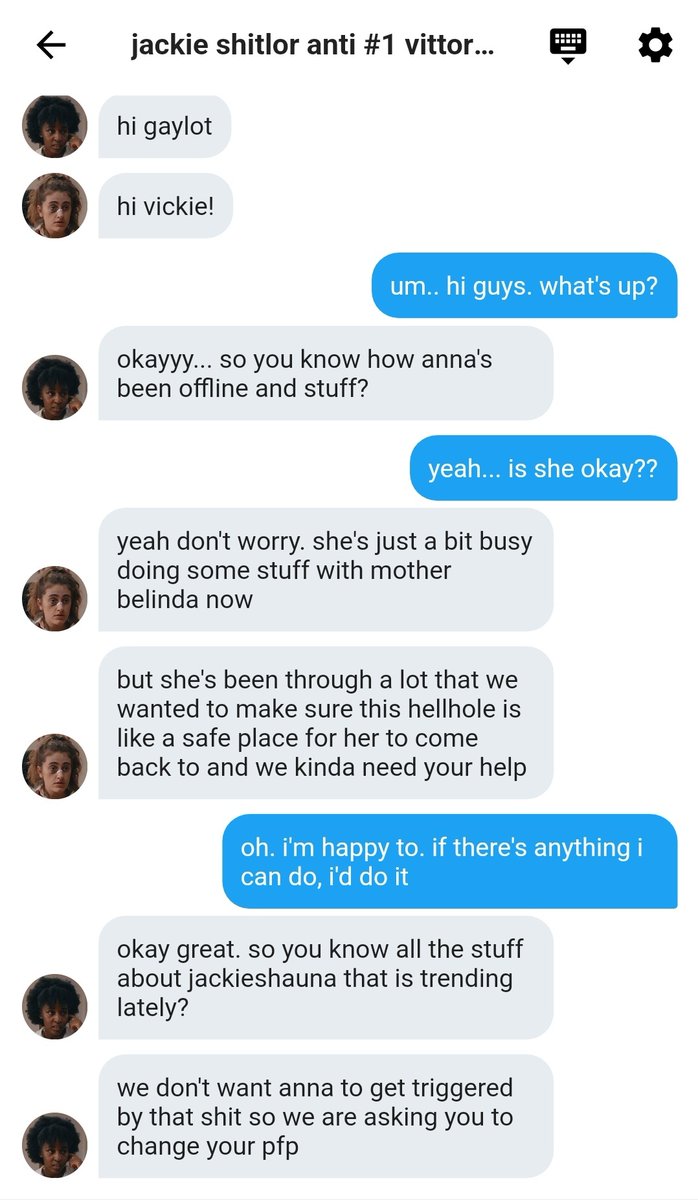 jackie shitlor anti #1 vittor...
hi gaylot
hi vickie!
um.. hi guys. what's up?
okayyy... so you know how anna's
been offline and stuff?
yeah... is she okay??
yeah don't worry. she's just a bit busy
doing some stuff with mother
belinda now
but she's been through a lot that we
wanted to make sure this hellhole is
like a safe place for her to come
back to and we kinda need your help
oh. i'm happy to. if there's anything i
can do, i'd do it
okay great. so you know all the stuff
about jackieshauna that is trending
lately?
we don't want anna to get triggered
by that shit so we are asking you to
change your pfp